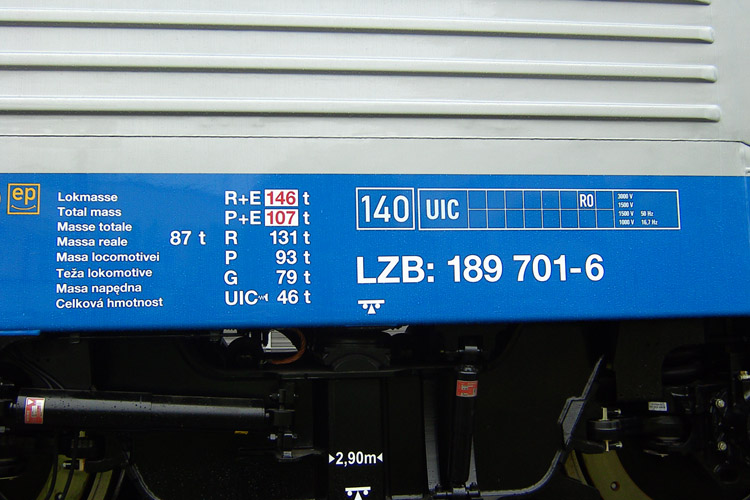 ep
Lokmasse
Total mass
Masse totale
Massa reale
Masa locomotivei
Teža lokomotive
Masa napędna
Celková hmotnost
87 t
R+E 146 t
P+E 107 t
R 131 t
P 93 t
G 79 t
UIC 46 t
140 UIC RO
3000 V
1500 V
1500 V 50 Hz
1000 V 16,7 Hz
LZB: 189 701-6
2,90m